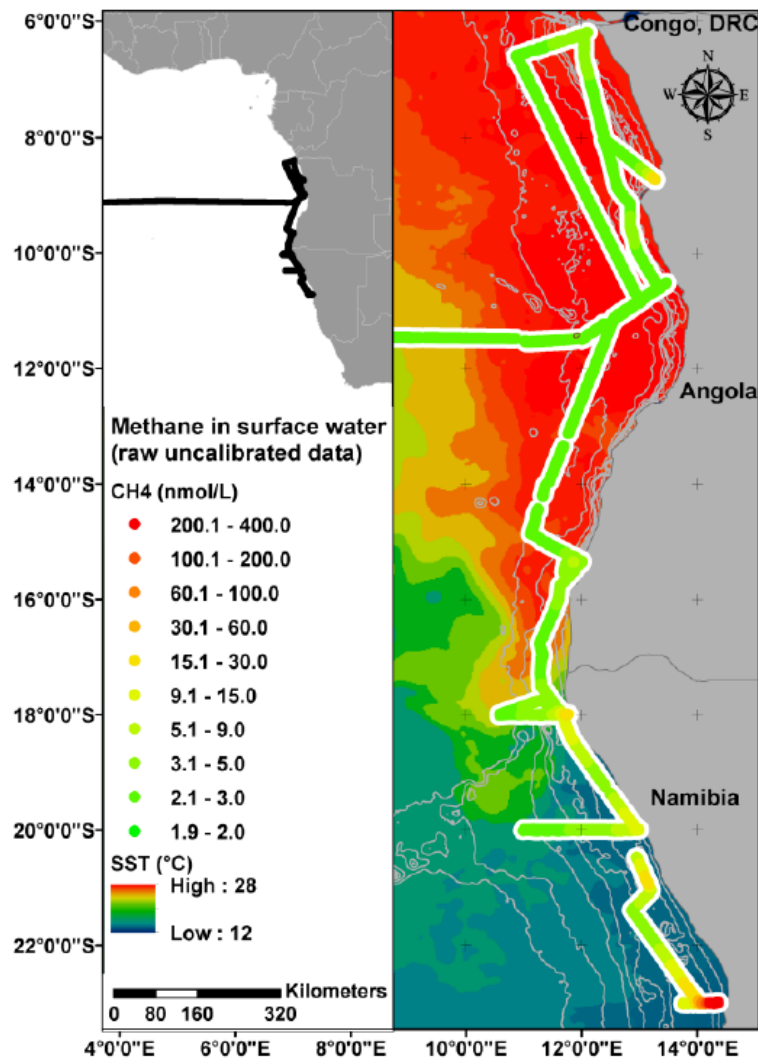 6°0'0"S
8°0'0"S
10°0'0"S
12°0'0"S
14°0'0"S
16°0'0"S
18°0'0"S
20°0'0"S
22°0'0"S
Congo, DRC
N
W E
S
Angola
Namibia
Methane in surface water
(raw uncalibrated data)
CH4 (nmol/L)
200.1 - 400.0
100.1 - 200.0
60.1 - 100.0
30.1 - 60.0
15.1 - 30.0
9.1 - 15.0
5.1 - 9.0
3.1 - 5.0
2.1 - 3.0
1.9 - 2.0
SST (°C)
High : 28
Low : 12
Kilometers
0 80 160 320
4°0'0"E 6°0'0"E 8°0'0"E 10°0'0"E 12°0'0"E 14°0'0"E